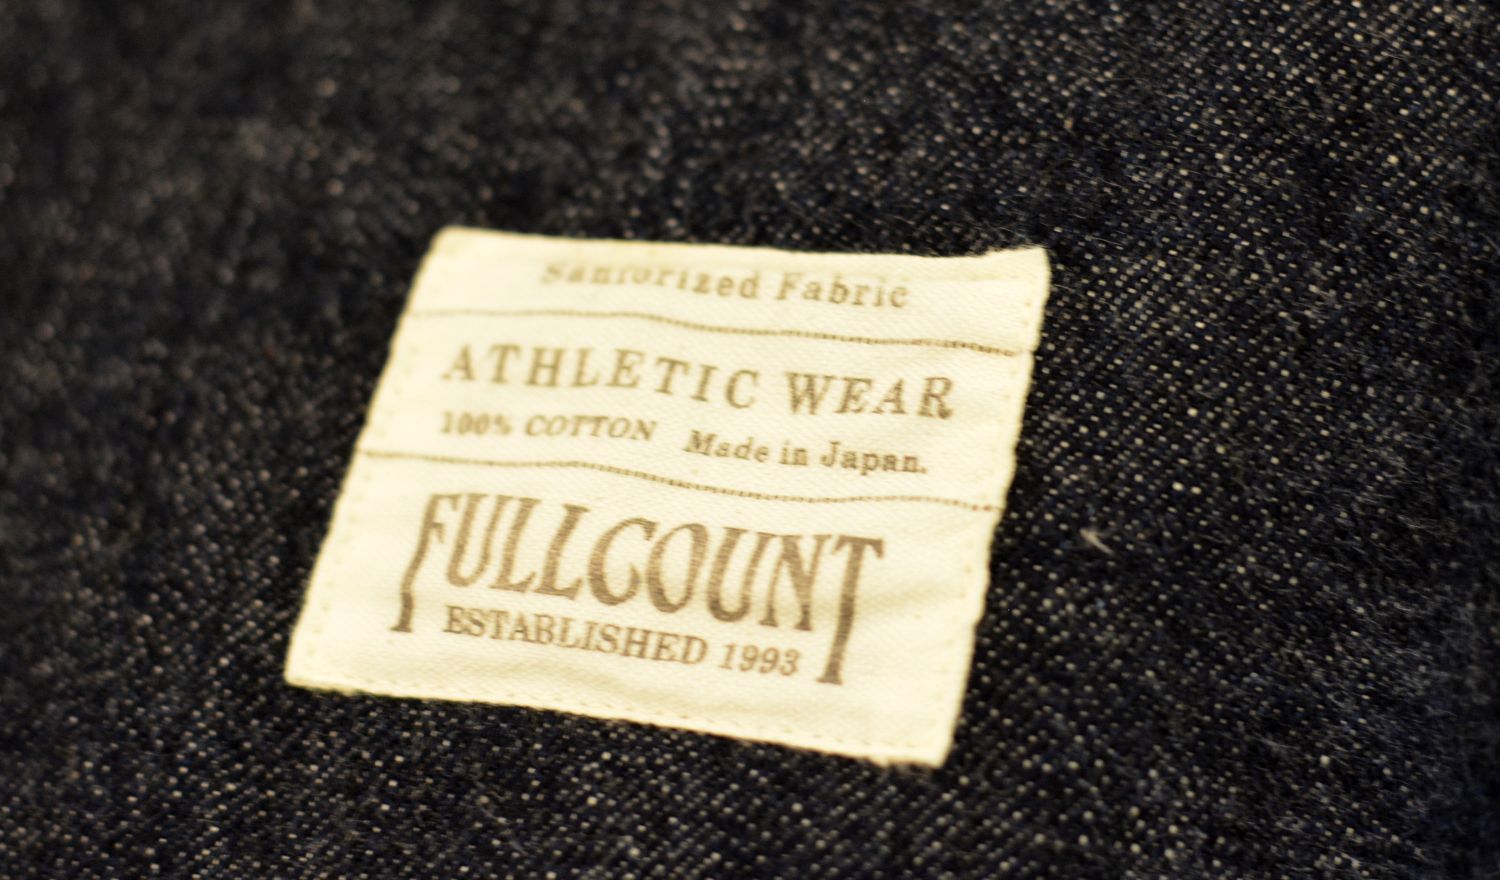 Sanforized Fabric
ATHLETIC WEAR
100% COTTON Made in Japan.
FULLCOUNT
ESTABLISHED 1993